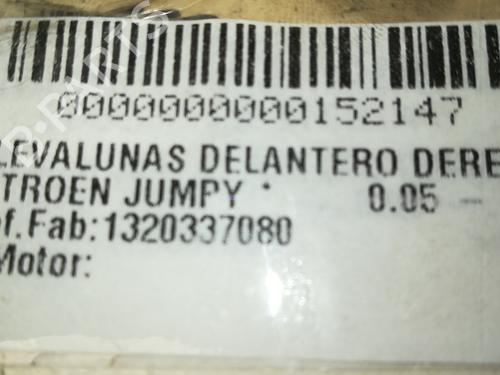 0000000000152147
LEVALUNAS DELANTERO DERE
TROEN JUMPY * 0.05 -
f.Fab:1320337080
Motor: